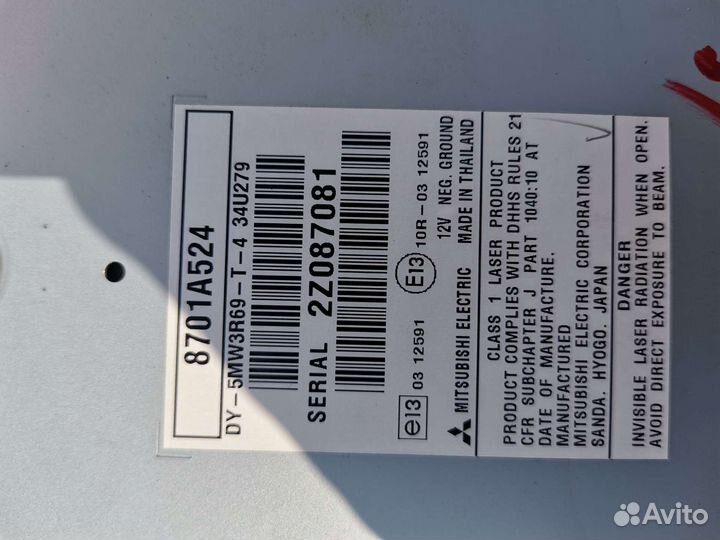 8701A524
DY-5MW3R69-T-4 34U279
SERIAL 2Z087081
e13 03 12591 E13 10R-03 12591
12V NEG. GROUND
MITSUBISHI ELECTRIC MADE IN THAILAND
CLASS 1 LASER PRODUCT
PRODUCT COMPLIES WITH DHHS RULES 21
CFR SUBCHAPTER J PART 1040:10 AT
DATE OF MANUFACTURE.
MANUFACTURED
MITSUBISHI ELECTRIC CORPORATION
SANDA, HYOGO. JAPAN
DANGER
INVISIBLE LASER RADIATION WHEN OPEN.
AVOID DIRECT EXPOSURE TO BEAM.
Avito